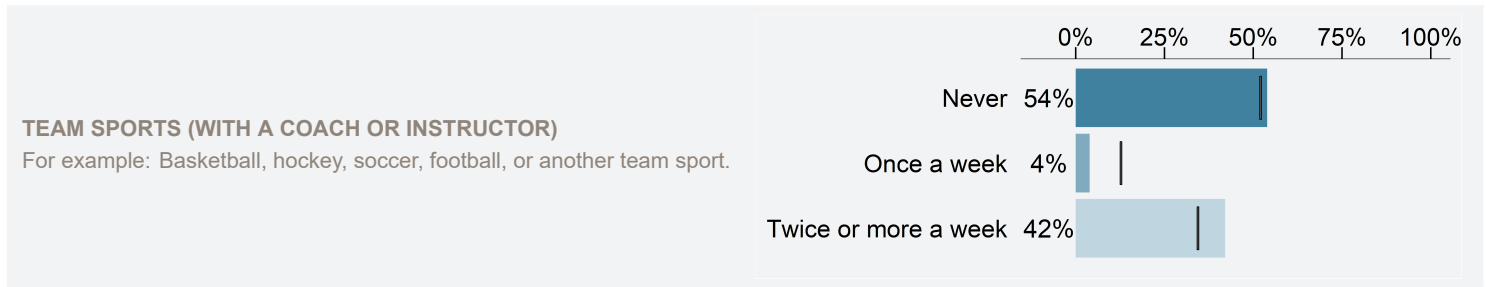 0% 25% 50% 75% 100%
Never 54%
TEAM SPORTS (WITH A COACH OR INSTRUCTOR)
For example: Basketball, hockey, soccer, football, or another team sport.
Once a week 4%
Twice or more a week 42%